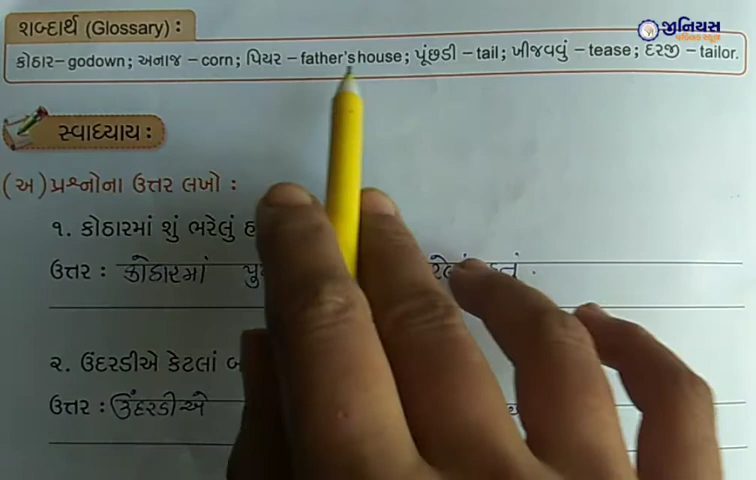 શબ્દાર્થ (Glossary) :
જીનિયસ
પબ્લિક સ્કૂલ
કોઠાર – godown; અનાજ – corn; પિયર – father's house; પૂંછડી – tail; ખીજવવું – tease; દરજી – tailor.
સ્વાધ્યાય :
(અ) પ્રશ્નોના ઉત્તર લખો :
૧. કોઠારમાં શું ભરેલું
ઉત્તર : કોઠારમાં
૨. ઉંદરડીએ કેટલાં
ઉત્તર : ઉંદરડીએ